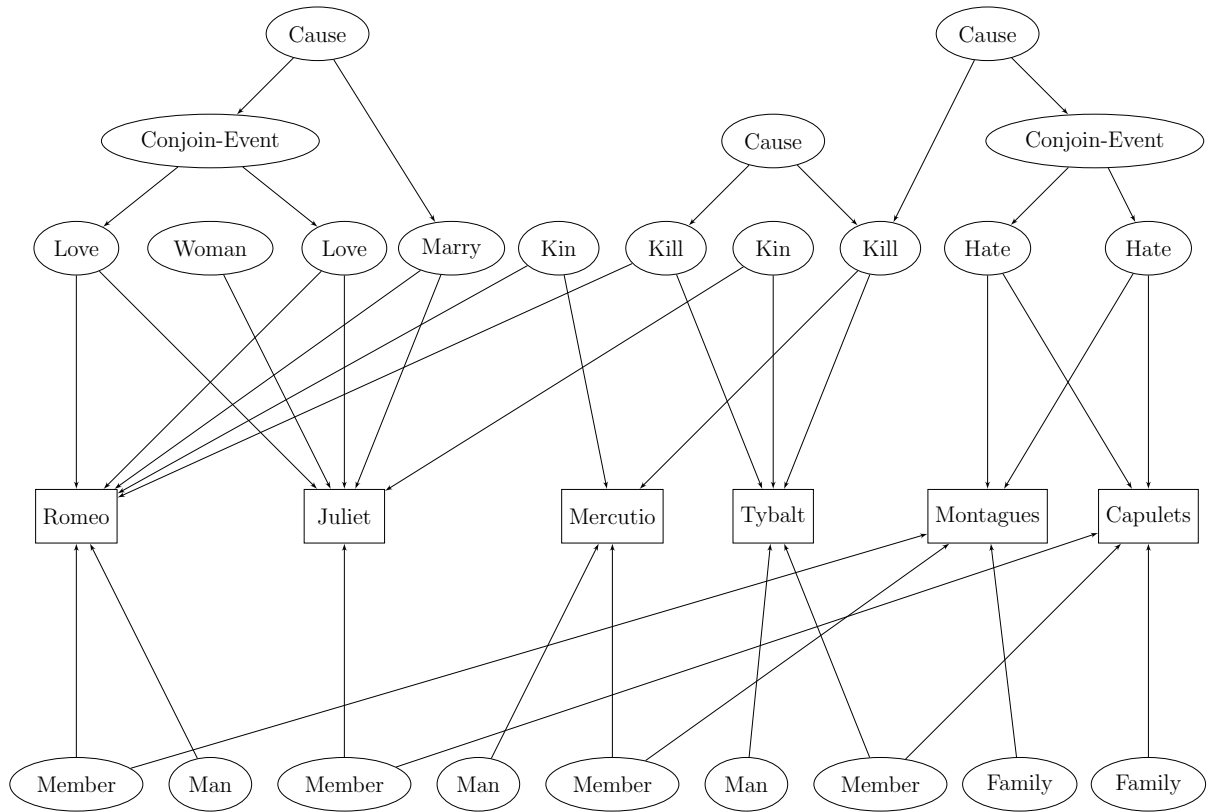 Cause
Cause
Conjoin-Event
Cause
Conjoin-Event
Love
Woman
Love
Marry
Kin
Kill
Kin
Kill
Hate
Hate
Romeo
Juliet
Mercutio
Tybalt
Montagues
Capulets
Member
Man
Member
Man
Member
Man
Member
Family
Family